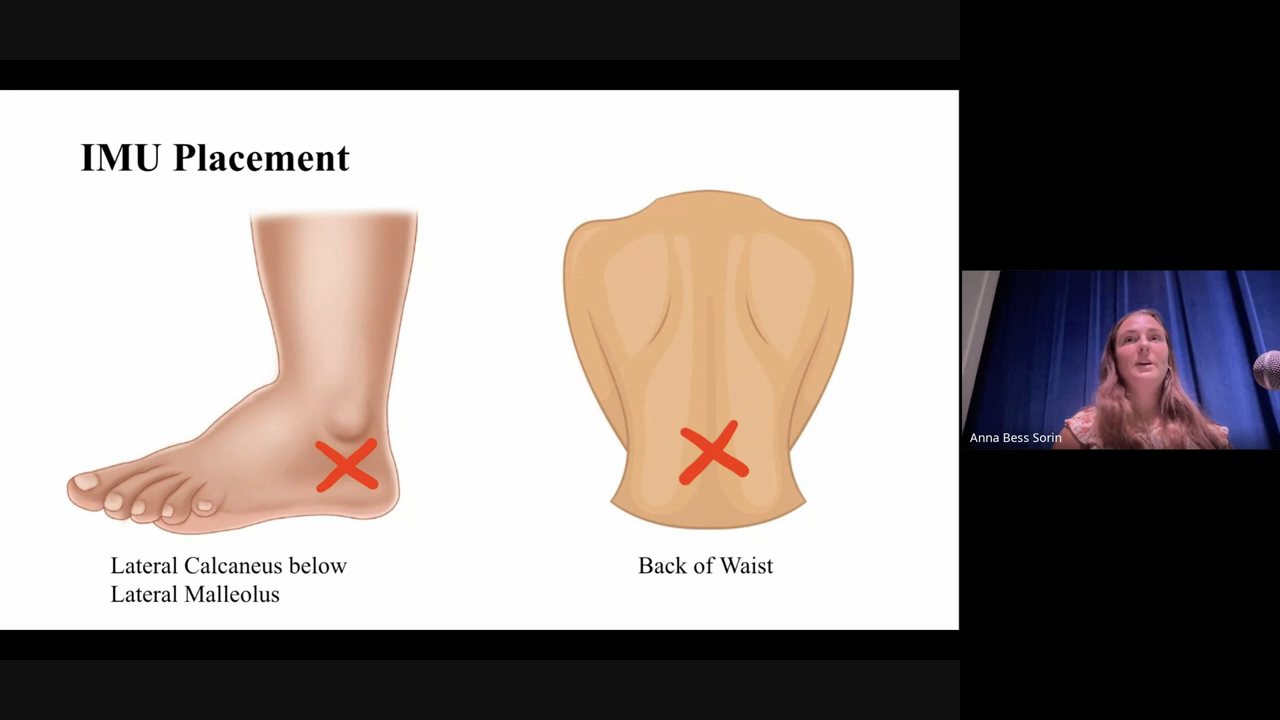 IMU Placement
Lateral Calcaneus below
Lateral Malleolus
Back of Waist
Anna Bess Sorin